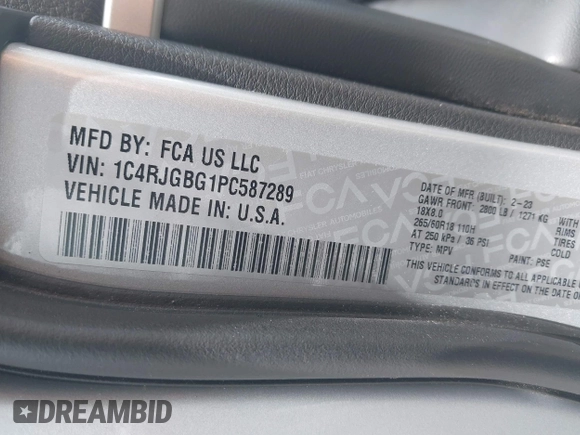 MFD BY: FCA US LLC
VIN: 1C4RJGBG1PC587289
VEHICLE MADE IN: U.S.A.
DATE OF MFR (BUILT): 2-23
GAWR FRONT: 2800 LB / 1271 KG WITH
18X8.0 RIMS
265/60R18 110H TIRES
AT 250 kPa / 36 PSI COLD
TYPE: MPV PAINT: PSE
THIS VEHICLE CONFORMS TO ALL APPLICABLE
STANDARDS IN EFFECT ON THE DATE OF
FCA
DREAMBID